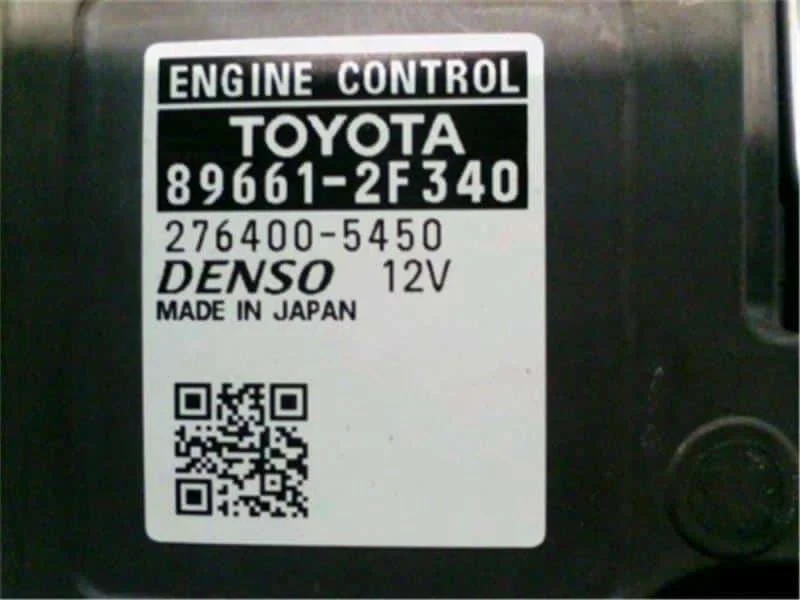 ENGINE CONTROL
TOYOTA
89661-2F340
276400-5450
DENSO 12V
MADE IN JAPAN